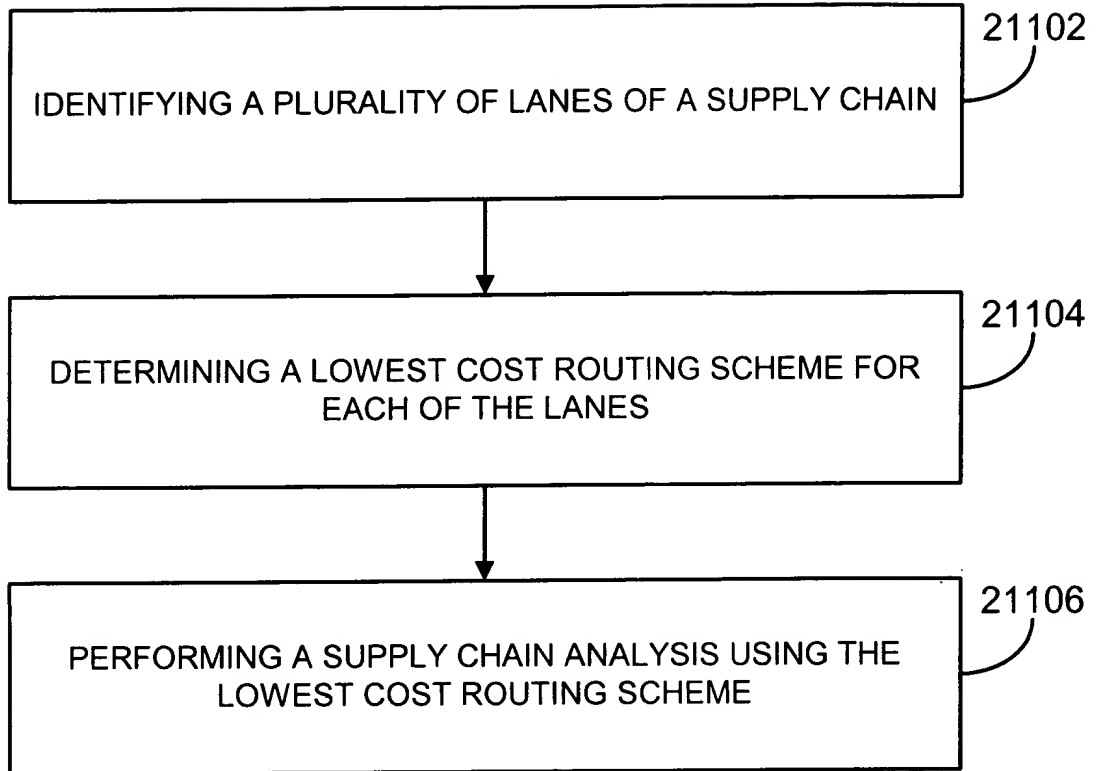 21102
IDENTIFYING A PLURALITY OF LANES OF A SUPPLY CHAIN
21104
DETERMINING A LOWEST COST ROUTING SCHEME FOR
EACH OF THE LANES
21106
PERFORMING A SUPPLY CHAIN ANALYSIS USING THE
LOWEST COST ROUTING SCHEME